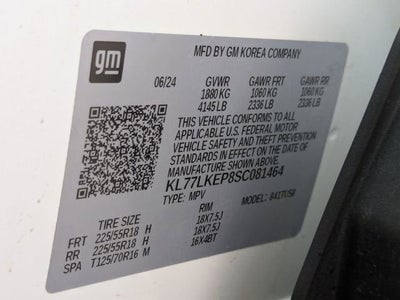 gm
MFD BY GM KOREA COMPANY
06/24 GVWR GAWR FRT GAWR RR
1880 KG 1060 KG 1060 KG
4145 LB 2336 LB 2336 LB
THIS VEHICLE CONFORMS TO ALL
APPLICABLE U.S. FEDERAL MOTOR
VEHICLE SAFETY AND THEFT PREVENTION
STANDARDS IN EFFECT ON THE DATE OF
MANUFACTURE SHOWN ABOVE.
KL77LKEP8SC081464
TYPE: MPV MODEL:
TIRE SIZE RIM
FRT 225/55R18 H 18X7.5J
RR 225/55R18 H 18X7.5J
SPA T125/70R16 M 16X4BT